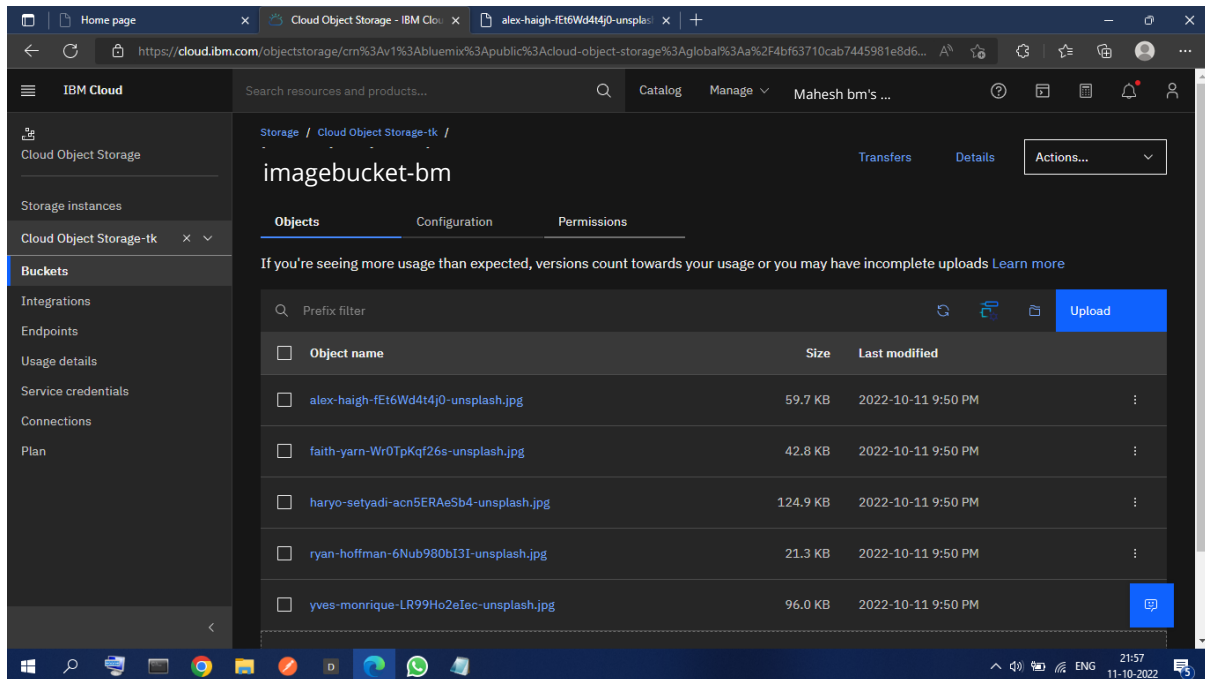 Home page
Cloud Object Storage - IBM Clou
alex-haigh-fEt6Wd4t4j0-unsplas
https://cloud.ibm.com/objectstorage/crn%3Av1%3Abluemix%3Apublic%3Acloud-object-storage%3Aglobal%3Aa%2F4bf63710cab7445981e8d6...
IBM Cloud
Search resources and products...
Catalog
Manage
Mahesh bm's ...
Cloud Object Storage
Storage instances
Cloud Object Storage-tk
Buckets
Integrations
Endpoints
Usage details
Service credentials
Connections
Plan
Storage / Cloud Object Storage-tk /
imagebucket-bm
Transfers
Details
Actions...
Objects
Configuration
Permissions
If you're seeing more usage than expected, versions count towards your usage or you may have incomplete uploads Learn more
Prefix filter
Upload
Object name Size Last modified
alex-haigh-fEt6Wd4t4j0-unsplash.jpg 59.7 KB 2022-10-11 9:50 PM
faith-yarn-Wr0TpKqf26s-unsplash.jpg 42.8 KB 2022-10-11 9:50 PM
haryo-setyadi-acn5ERAeSb4-unsplash.jpg 124.9 KB 2022-10-11 9:50 PM
ryan-hoffman-6Nub980bI3I-unsplash.jpg 21.3 KB 2022-10-11 9:50 PM
yves-monrique-LR99Ho2eIec-unsplash.jpg 96.0 KB 2022-10-11 9:50 PM
D
ENG
21:57
11-10-2022
5